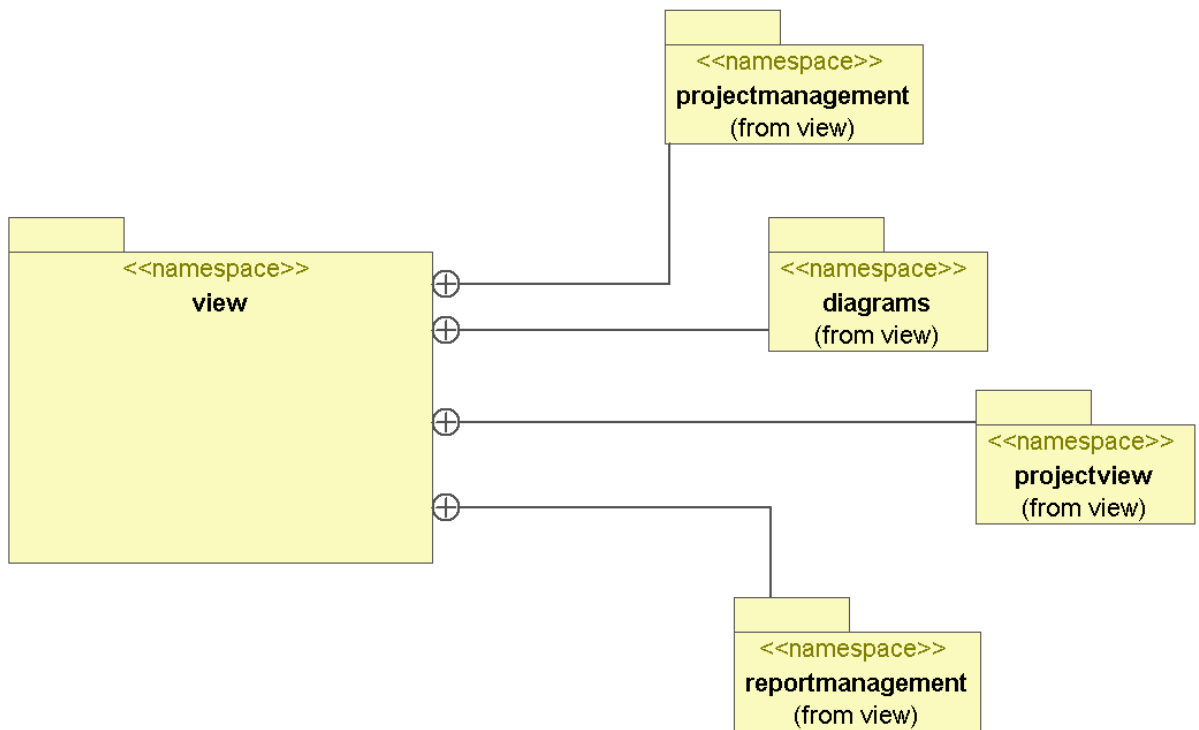 <<namespace>>
projectmanagement
(from view)
<<namespace>>
view
<<namespace>>
diagrams
(from view)
<<namespace>>
projectview
(from view)
<<namespace>>
reportmanagement
(from view)